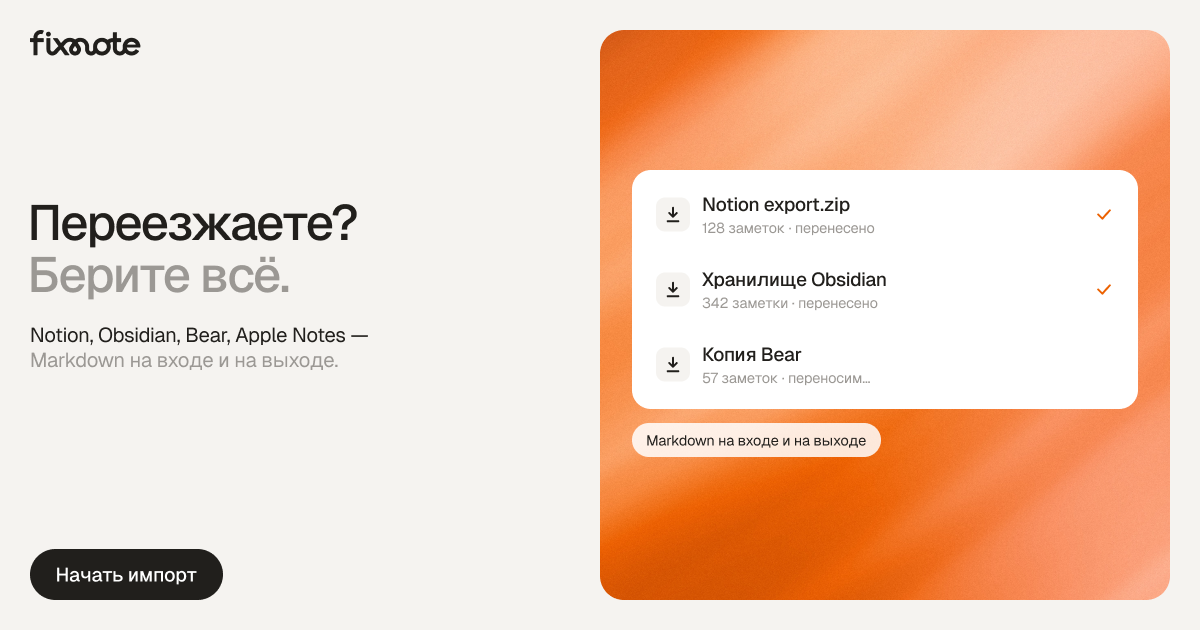 fixnote
Переезжаете?
Берите всё.
Notion, Obsidian, Bear, Apple Notes —
Markdown на входе и на выходе.
Начать импорт
Notion export.zip
128 заметок · перенесено
Хранилище Obsidian
342 заметки · перенесено
Копия Bear
57 заметок · переносим…
Markdown на входе и на выходе